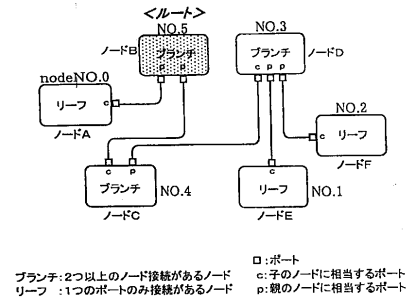 ＜ルート＞
NO.5
NO.3
ノードB
ブランチ
p p
ブランチ
c p p
ノードD
nodeNO.0
リーフ
c
ノードA
NO.2
c
リーフ
ノードF
c p
ブランチ
NO.4
ノードC
c
リーフ
NO.1
ノードE
ロ:ポート
ブランチ:2つ以上のノード接続があるノード
c:子のノードに相当するポート
リーフ :1つのポートのみ接続があるノード
p:親のノードに相当するポート